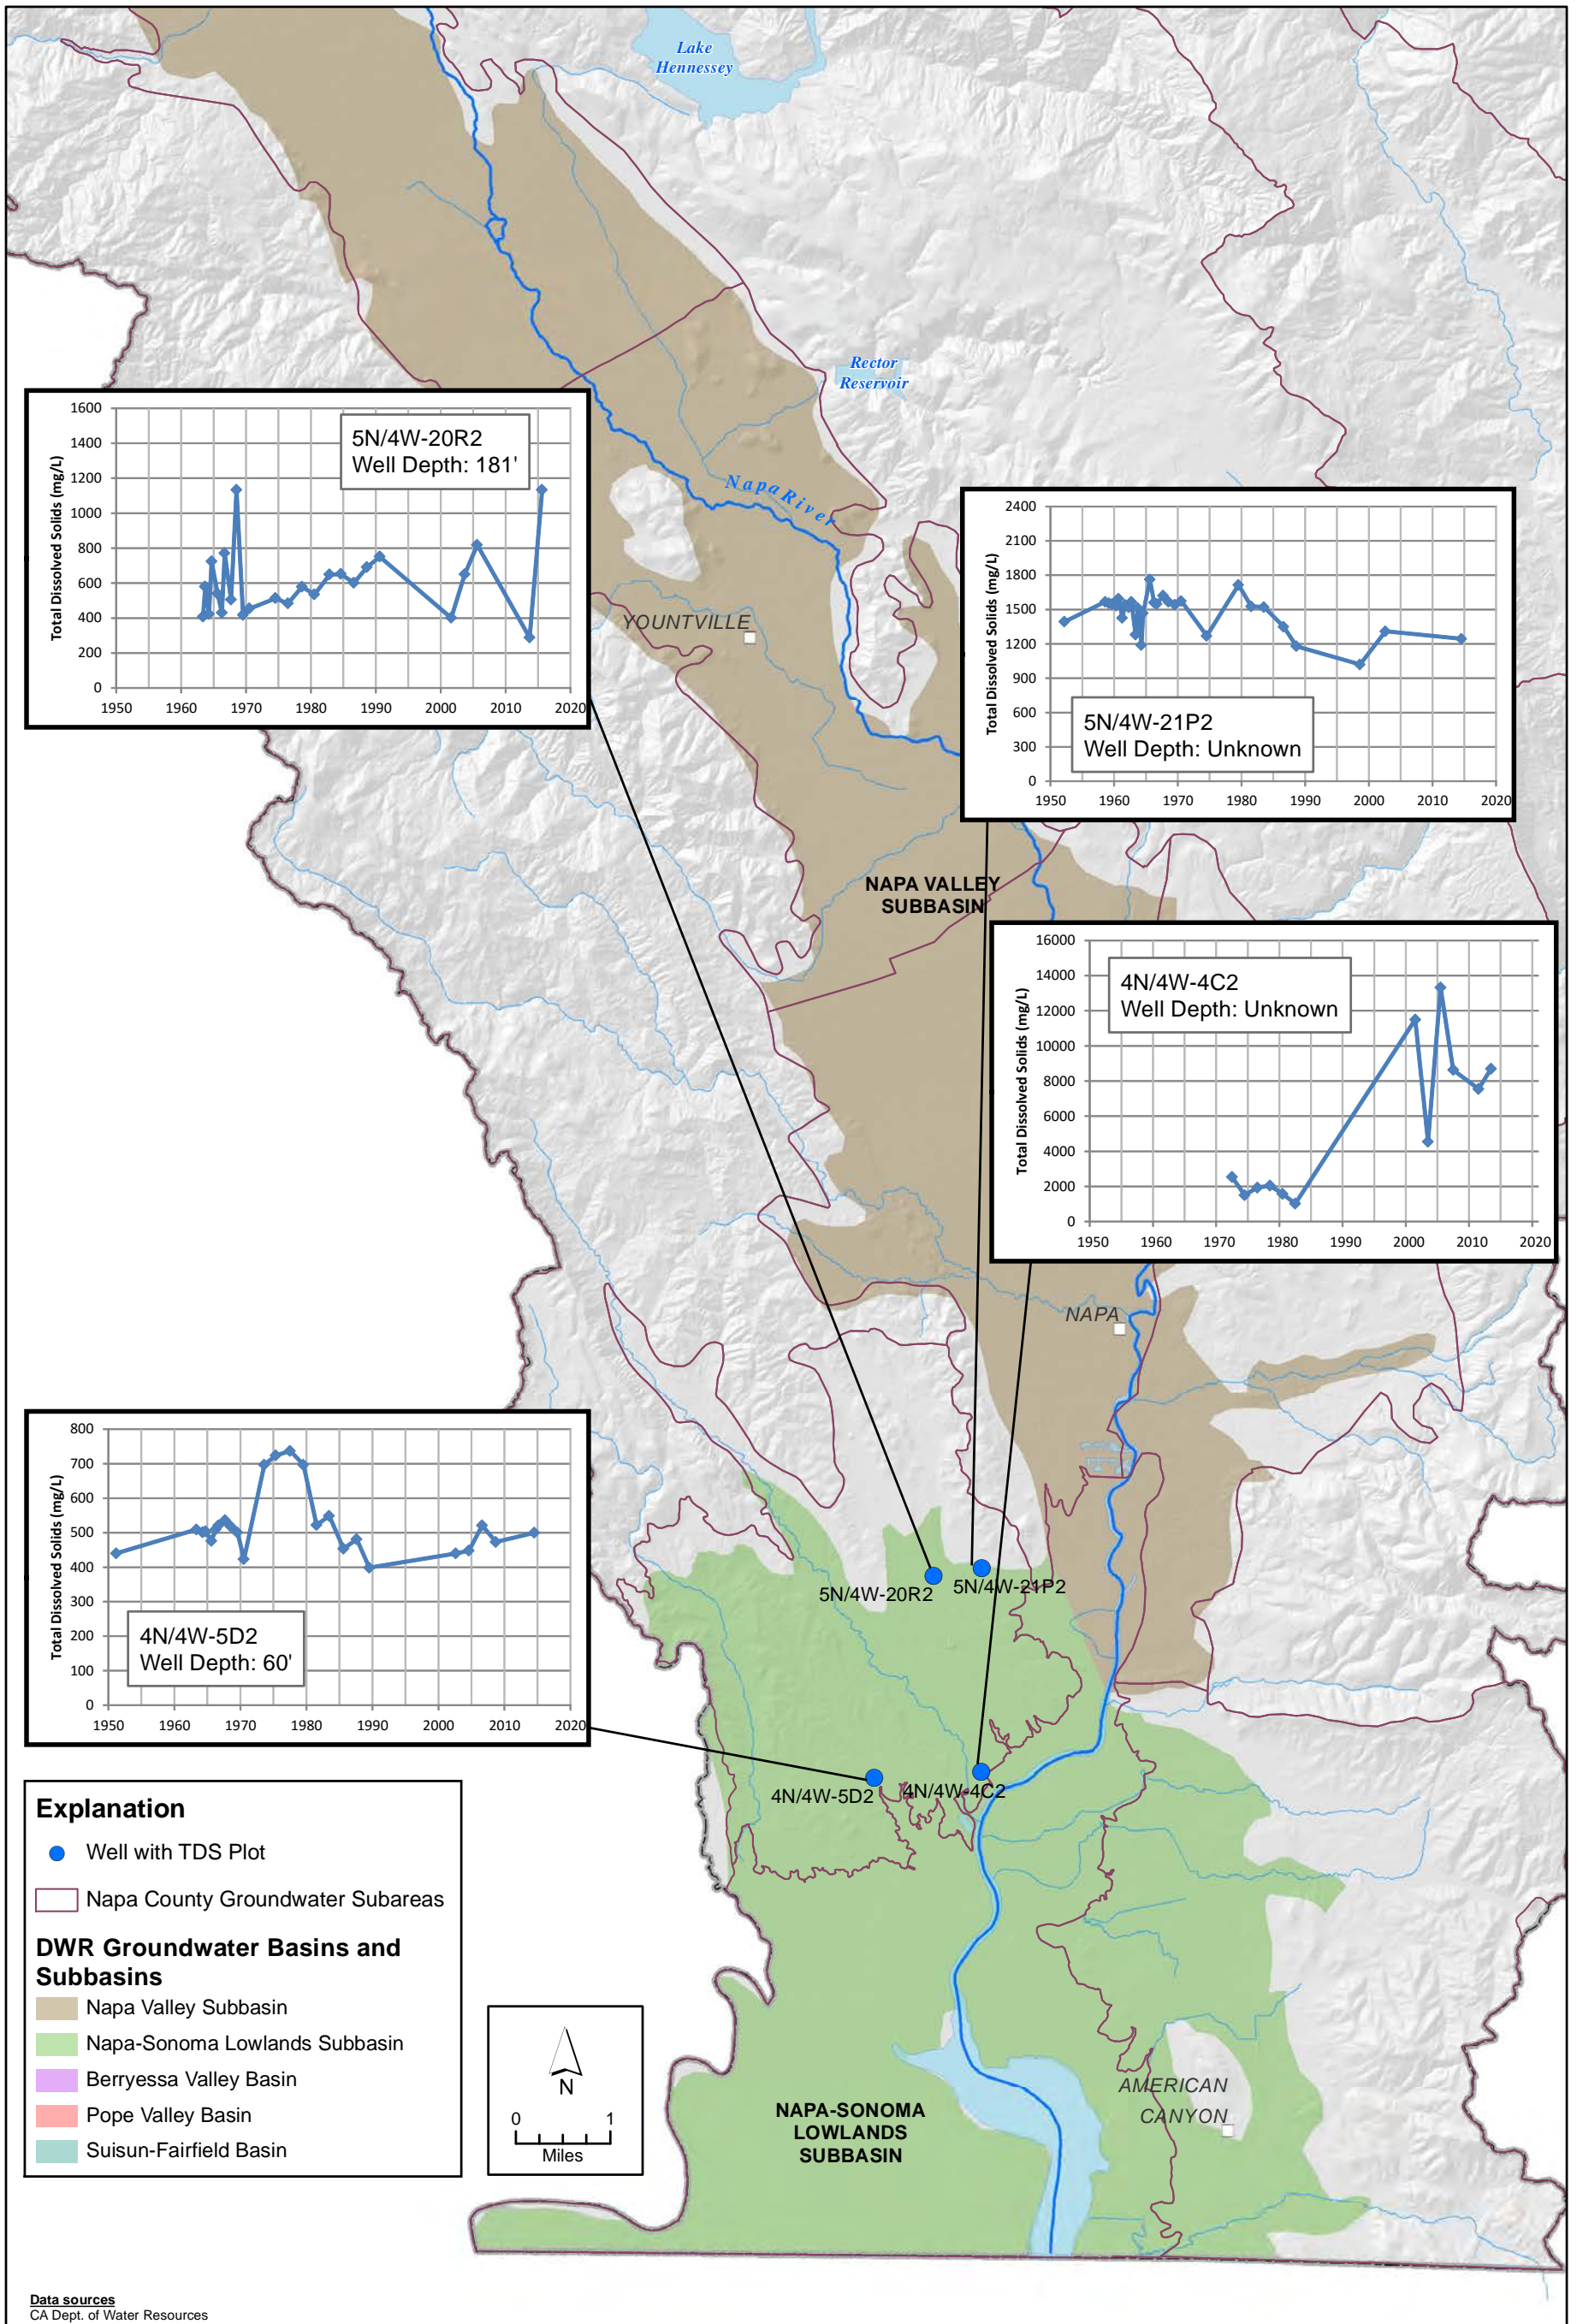 Lake
Hennessey
Rector
Reservoir
Napa River
YOUNTVILLE
NAPA VALLEY
SUBBASIN
NAPA
5N/4W-20R2
5N/4W-21P2
4N/4W-5D2
4N/4W-4C2
NAPA-SONOMA
LOWLANDS
SUBBASIN
AMERICAN
CANYON
Total Dissolved Solids (mg/L)
1600
1400
1200
1000
800
600
400
200
0
1950 1960 1970 1980 1990 2000 2010 2020
5N/4W-20R2
Well Depth: 181'
Total Dissolved Solids (mg/L)
2400
2100
1800
1500
1200
900
600
300
0
1950 1960 1970 1980 1990 2000 2010 2020
5N/4W-21P2
Well Depth: Unknown
Total Dissolved Solids (mg/L)
16000
14000
12000
10000
8000
6000
4000
2000
0
1950 1960 1970 1980 1990 2000 2010 2020
4N/4W-4C2
Well Depth: Unknown
Total Dissolved Solids (mg/L)
800
700
600
500
400
300
200
100
0
1950 1960 1970 1980 1990 2000 2010 2020
4N/4W-5D2
Well Depth: 60'
Explanation
Well with TDS Plot
Napa County Groundwater Subareas
DWR Groundwater Basins and
Subbasins
Napa Valley Subbasin
Napa-Sonoma Lowlands Subbasin
Berryessa Valley Basin
Pope Valley Basin
Suisun-Fairfield Basin
N
0 1
Miles
Data sources
CA Dept. of Water Resources